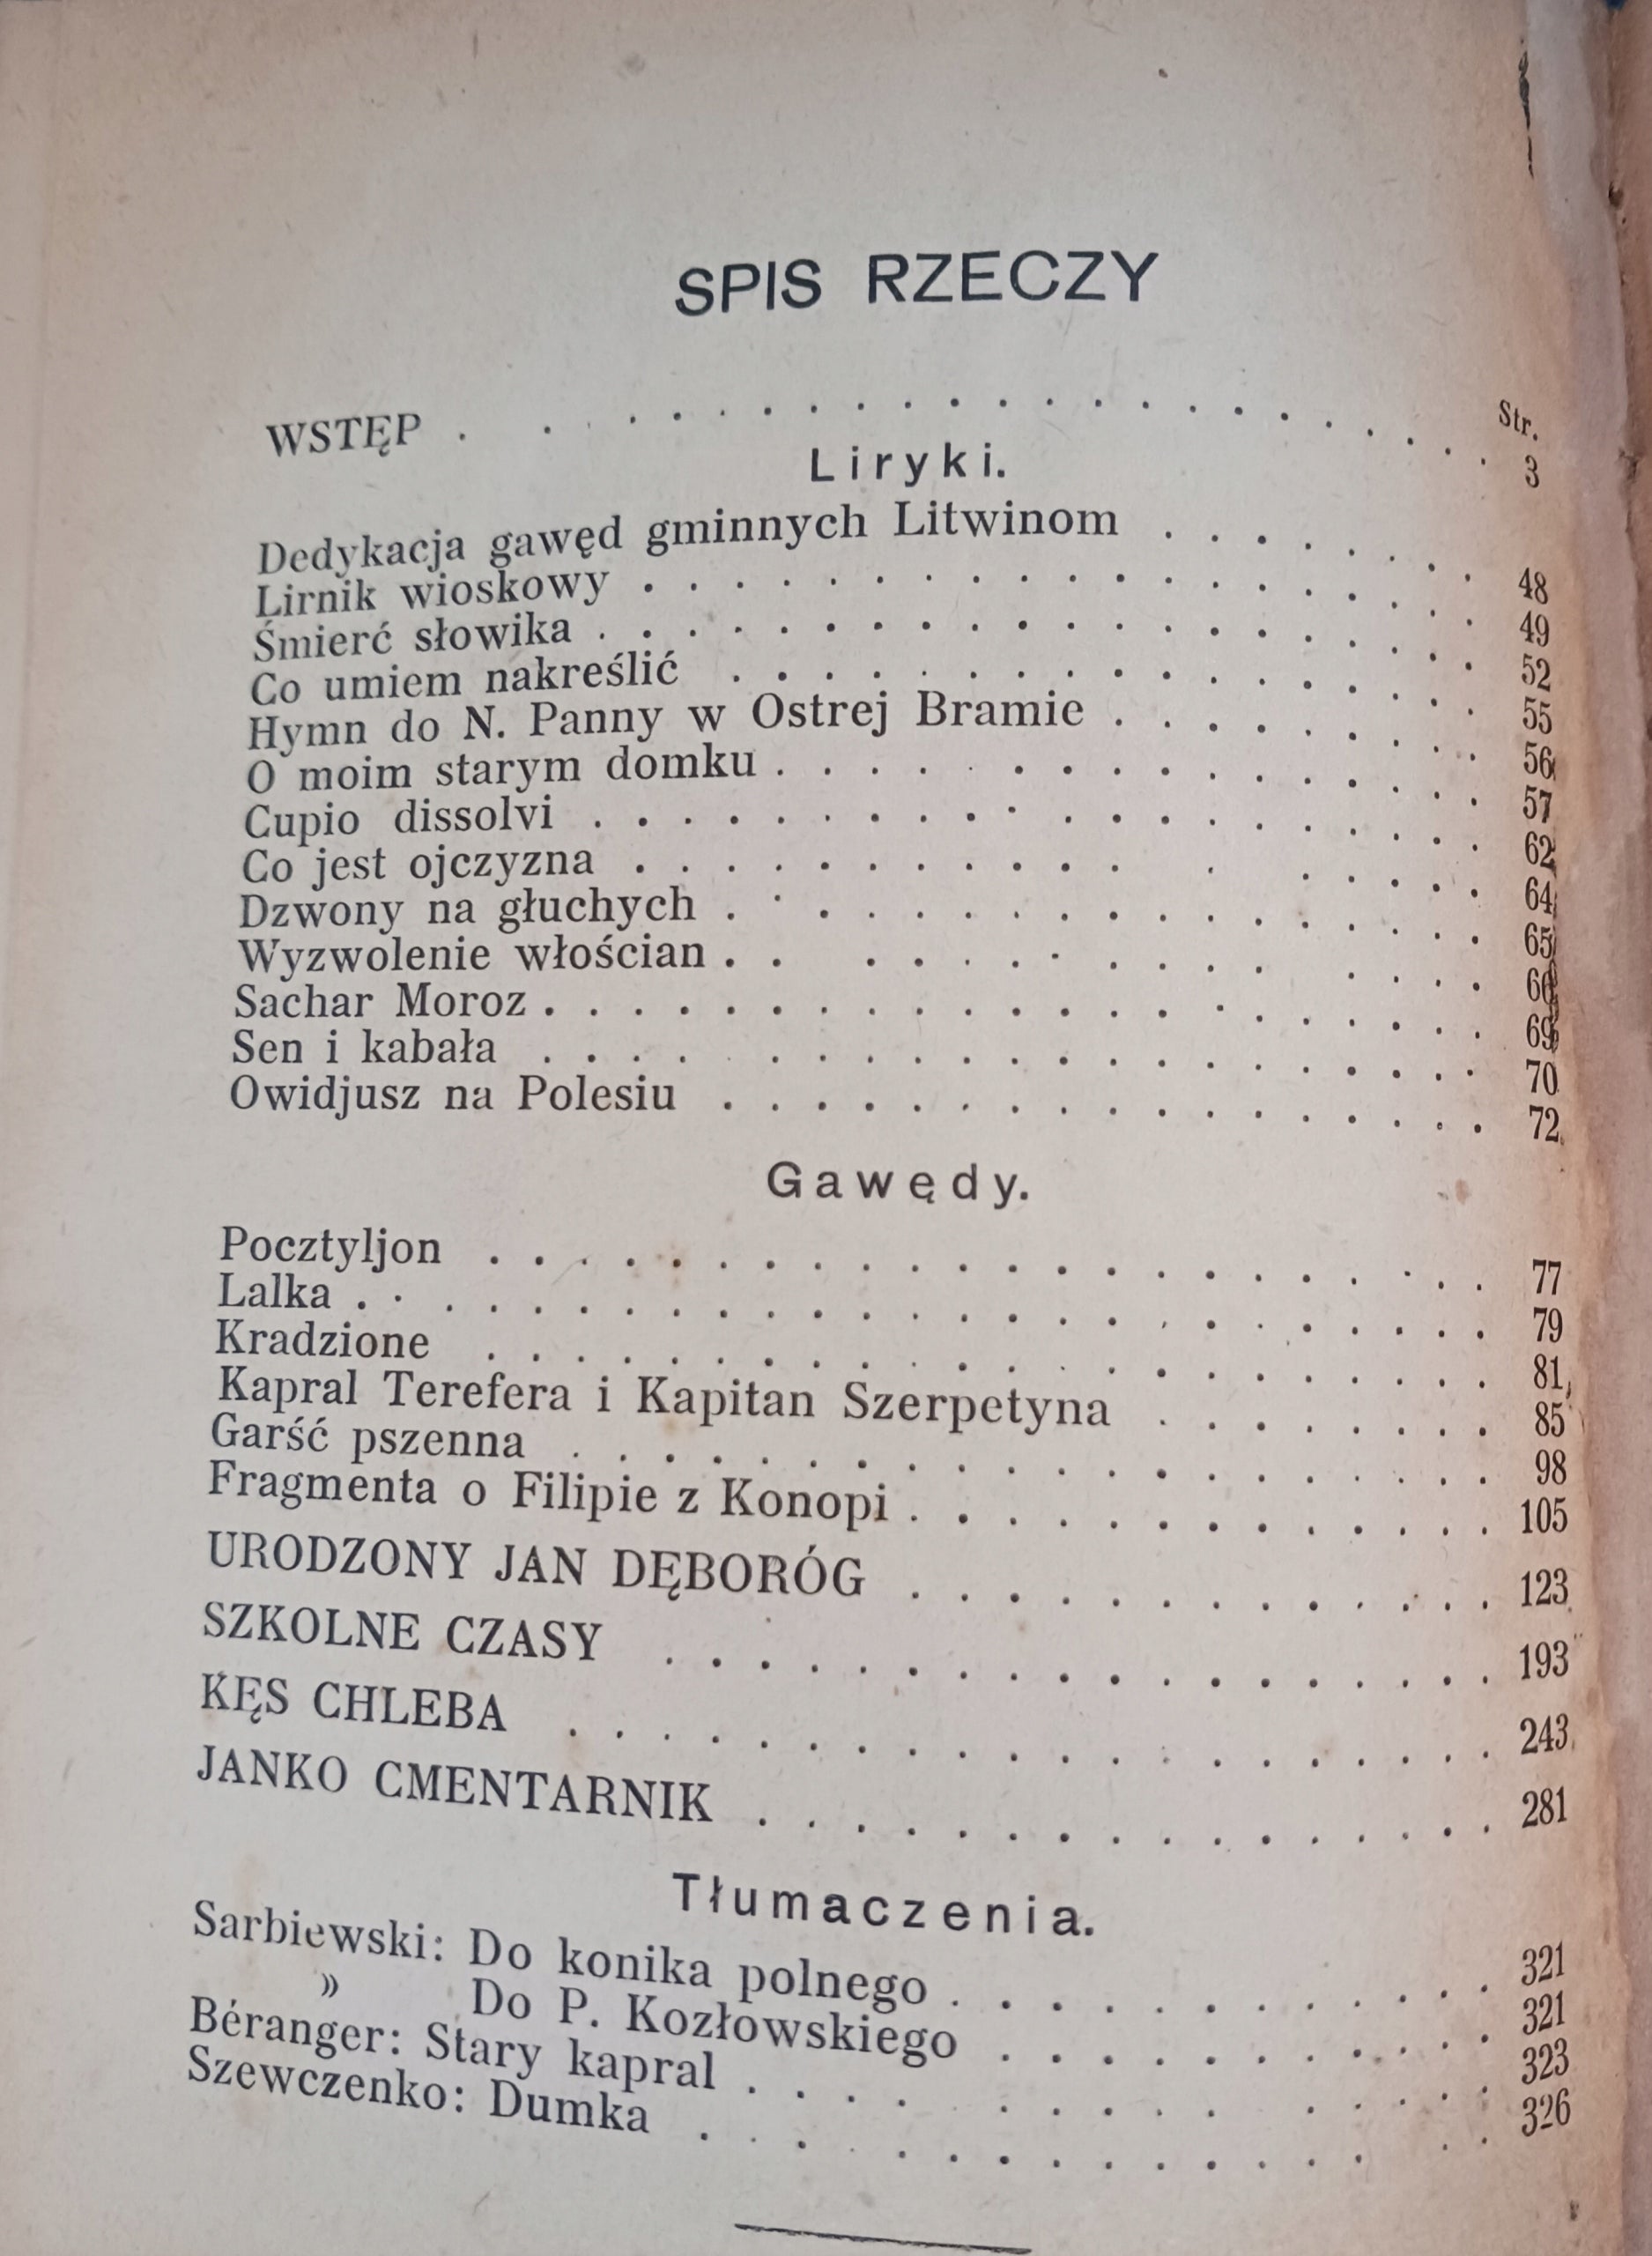 SPIS RZECZY
Str.
WSTĘP . . . . . . . . . . . . . . . . . . . . 3
Liryki.
Dedykacja gawęd gminnych Litwinom . . . . . . . . 48
Lirnik wioskowy . . . . . . . . . . . . . . . . . . 49
Śmierć słowika . . . . . . . . . . . . . . . . . . . 52
Co umiem nakreślić . . . . . . . . . . . . . . . . 55
Hymn do N. Panny w Ostrej Bramie . . . . . . . . . 56
O moim starym domku . . . . . . . . . . . . . . . 57
Cupio dissolvi . . . . . . . . . . . . . . . . . . . 62
Co jest ojczyzna . . . . . . . . . . . . . . . . . 64
Dzwony na głuchych . . . . . . . . . . . . . . . . 65
Wyzwolenie włościan . . . . . . . . . . . . . . . 66
Sachar Moroz . . . . . . . . . . . . . . . . . . . 69
Sen i kabała . . . . . . . . . . . . . . . . . . . 70
Owidjusz na Polesiu . . . . . . . . . . . . . . . . 72
Gawędy.
Pocztyljon . . . . . . . . . . . . . . . . . . . . 77
Lalka . . . . . . . . . . . . . . . . . . . . . . . 79
Kradzione . . . . . . . . . . . . . . . . . . . . . 81
Kapral Terefera i Kapitan Szerpetyna . . . . . . . 85
Garść pszenna . . . . . . . . . . . . . . . . . . . 98
Fragmenta o Filipie z Konopi . . . . . . . . . . . 105
URODZONY JAN DĘBORÓG . . . . . . . . . . . . 123
SZKOLNE CZASY . . . . . . . . . . . . . . . . . 193
KĘS CHLEBA . . . . . . . . . . . . . . . . . . . 243
JANKO CMENTARNIK . . . . . . . . . . . . . . . 281
Tłumaczenia.
Sarbiewski: Do konika polnego . . . . . . . . . . . 321
» Do P. Kozłowskiego . . . . . . . . . . . 321
Béranger: Stary kapral . . . . . . . . . . . . . . 323
Szewczenko: Dumka . . . . . . . . . . . . . . . . 326